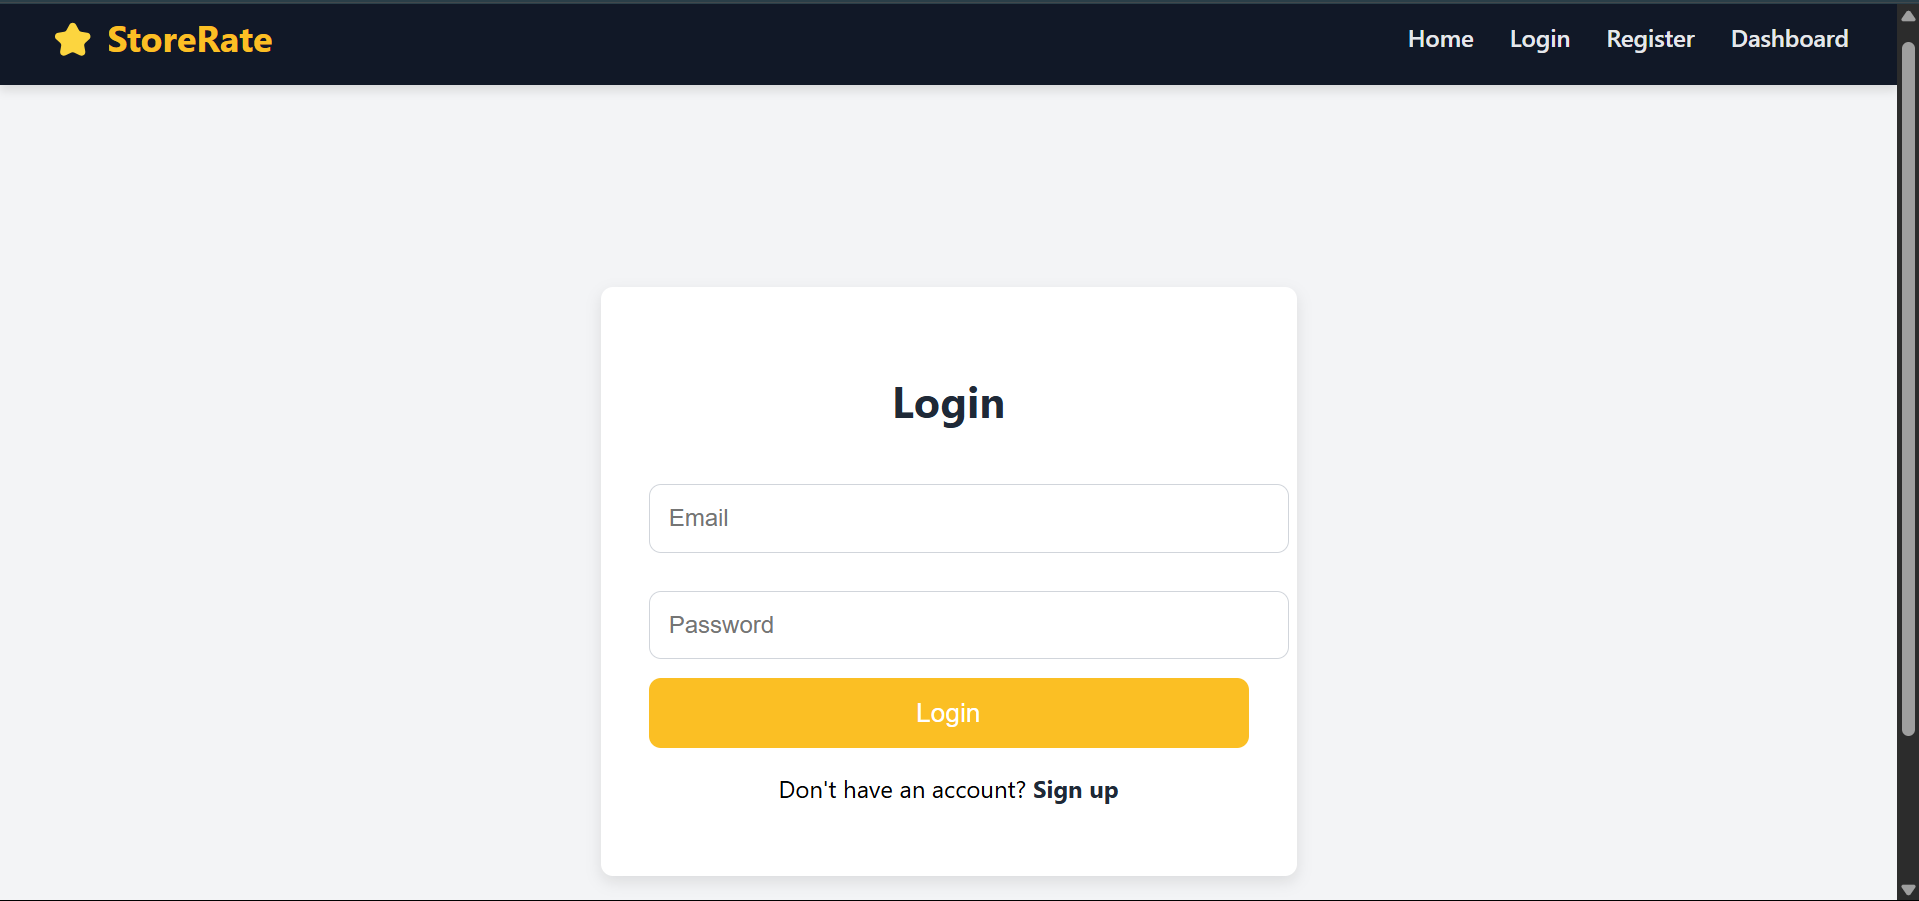 StoreRate
Home Login Register Dashboard
Login
Email
Password
Login
Don't have an account? Sign up